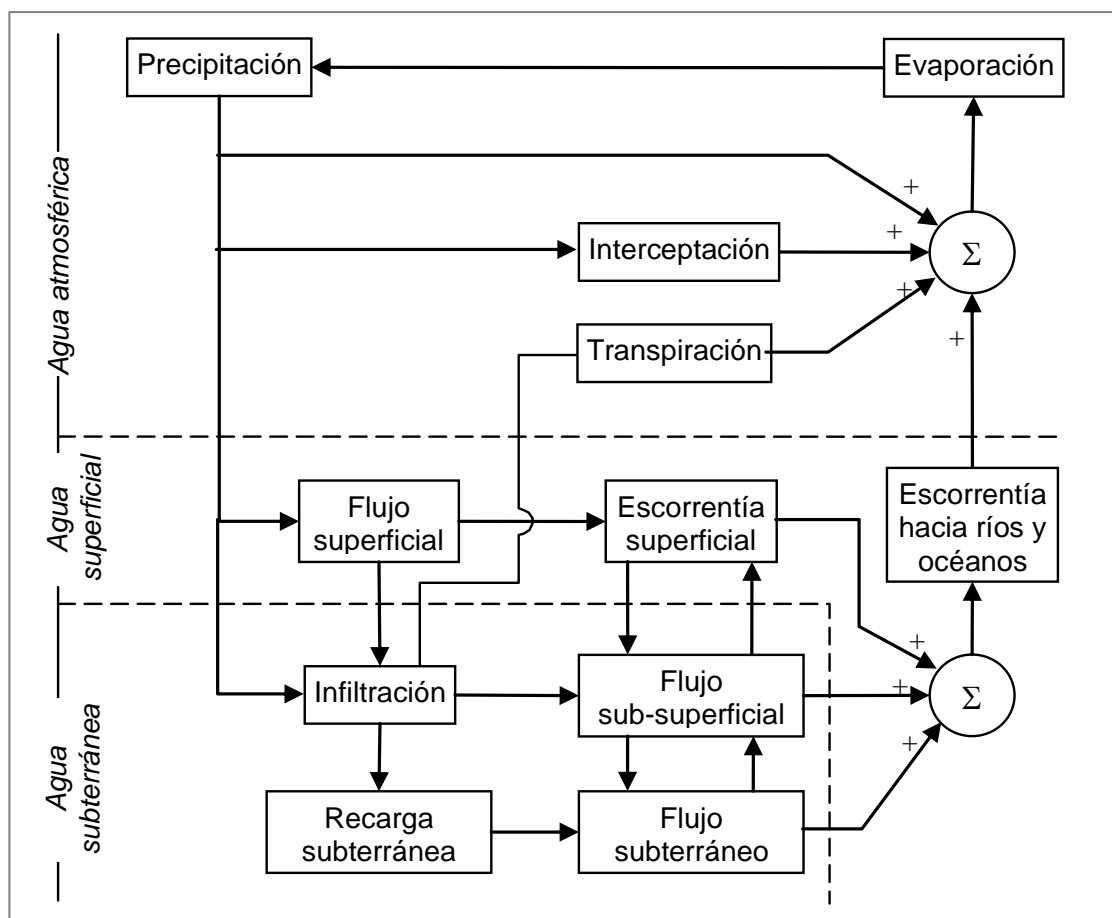 Precipitación
Evaporación
+
Interceptación
+
Σ
+
Transpiración
+
Agua atmosférica
Agua
superficial
Flujo
superficial
Escorrentía
superficial
Escorrentía
hacia ríos y
océanos
+
Infiltración
Flujo
sub-superficial
+
Σ
+
Agua
subterránea
Recarga
subterránea
Flujo
subterráneo